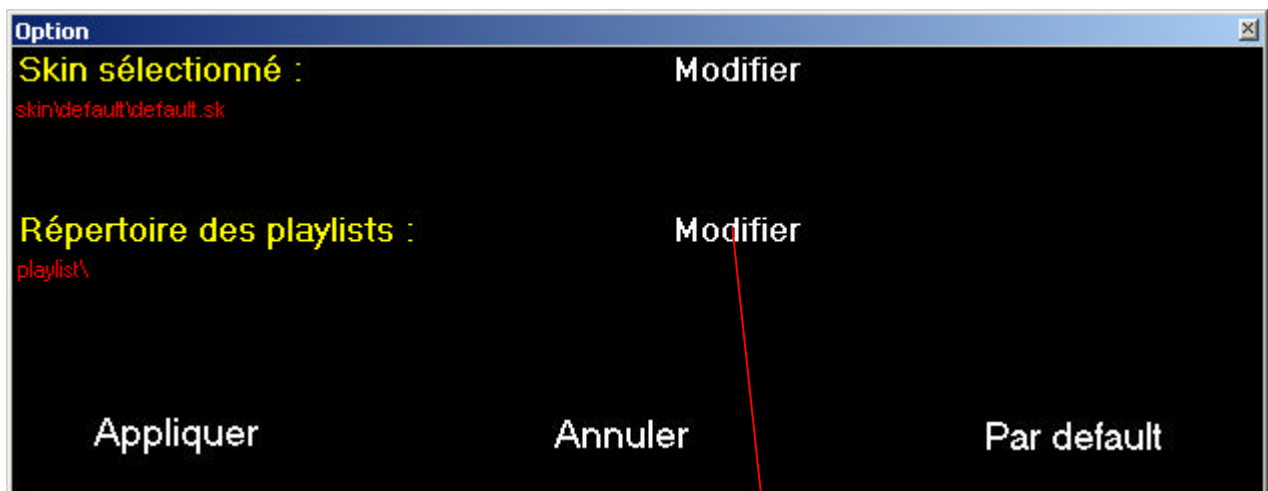 Option
Skin sélectionné : Modifier
skin\default\default.sk
Répertoire des playlists : Modifier
playlist\
Appliquer Annuler Par default